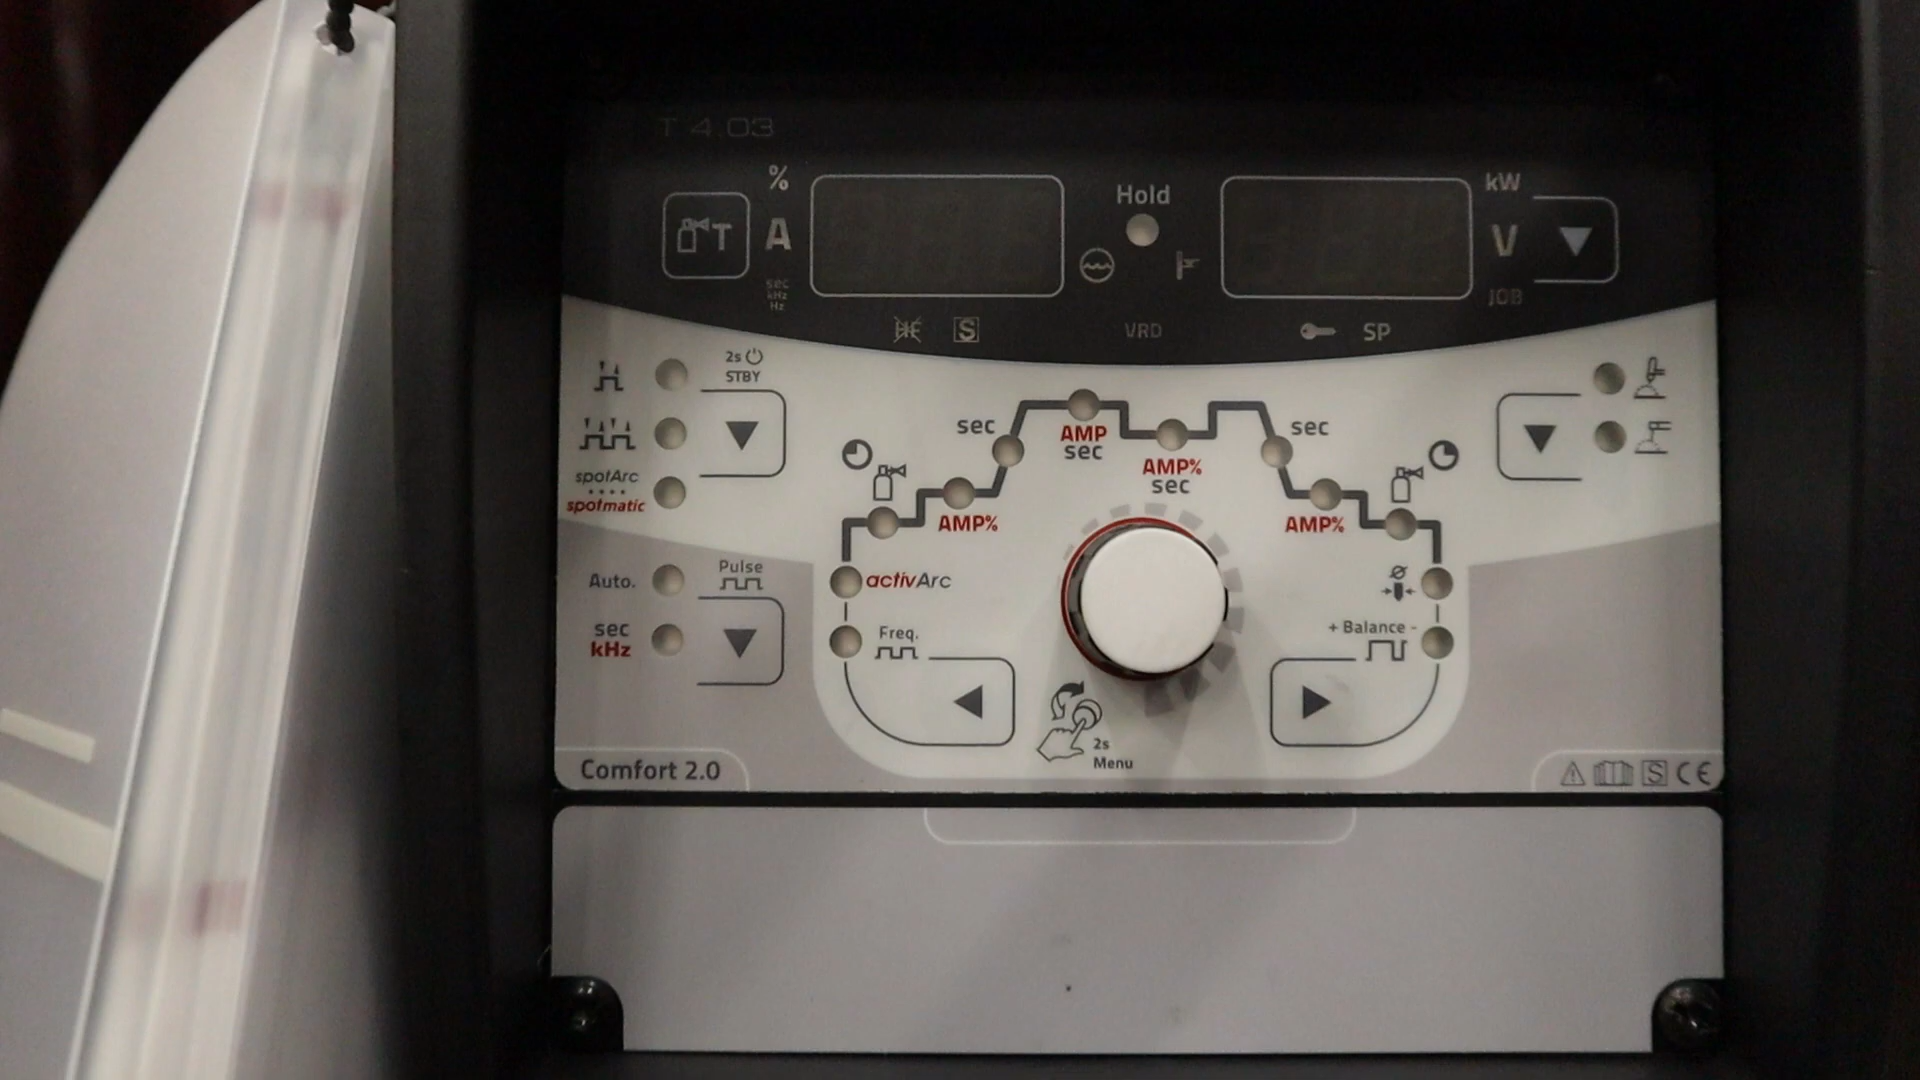 T 4.03
%
A
sec
kHz
Hz
T
Hold
kW
V
JOB
S
VRD
SP
2s
STBY
spotArc
spotmatic
sec
AMP
sec
AMP%
sec
sec
AMP%
AMP%
Auto.
Pulse
sec
kHz
activArc
Freq.
+ Balance -
2s
Menu
Comfort 2.0
S CE